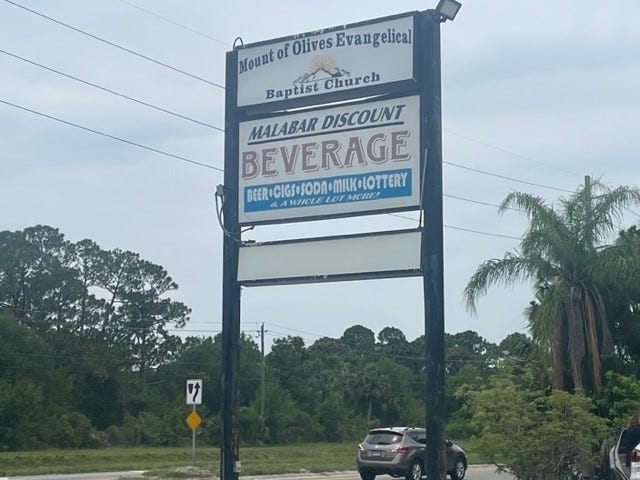 Mount of Olives Evangelical
Baptist Church
MALABAR DISCOUNT
BEVERAGE
BEER•CIGS•SODA•MILK•LOTTERY
& A WHOLE LOT MORE!